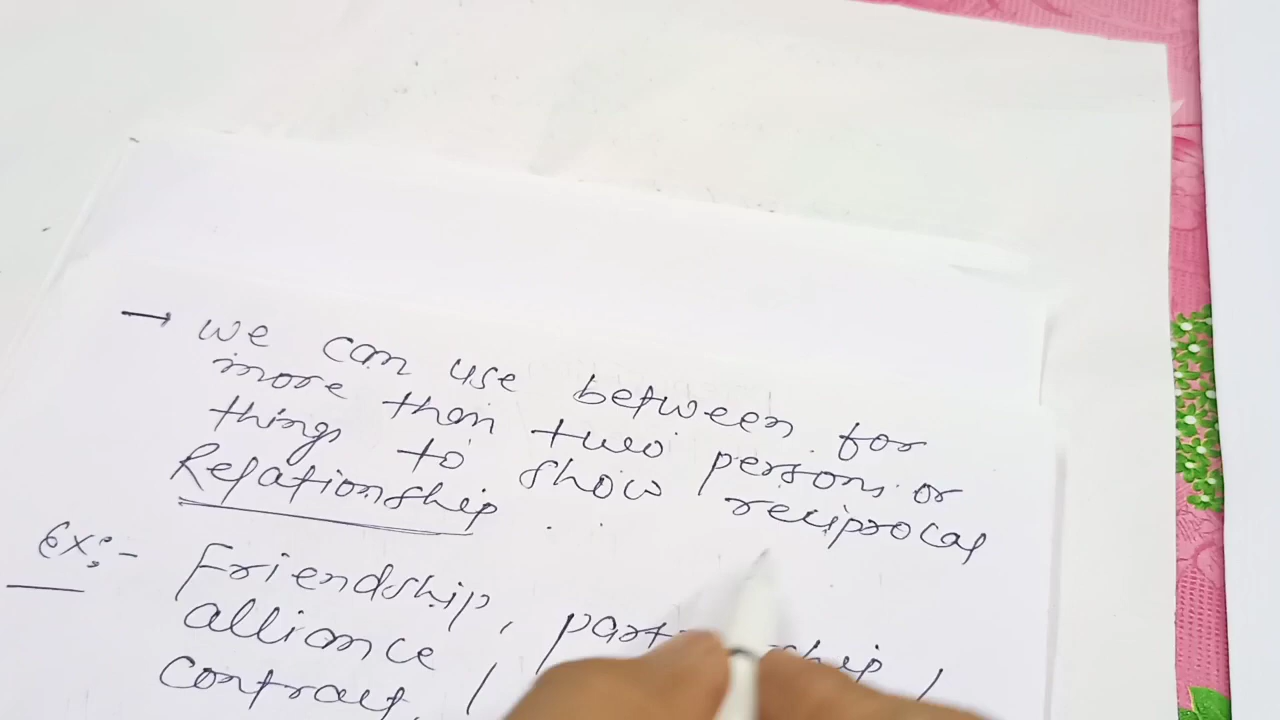 → we can use between for
more than two persons or
things to show reciprocal
Relationship.
Ex:- Friendship,
alliance /
contract,